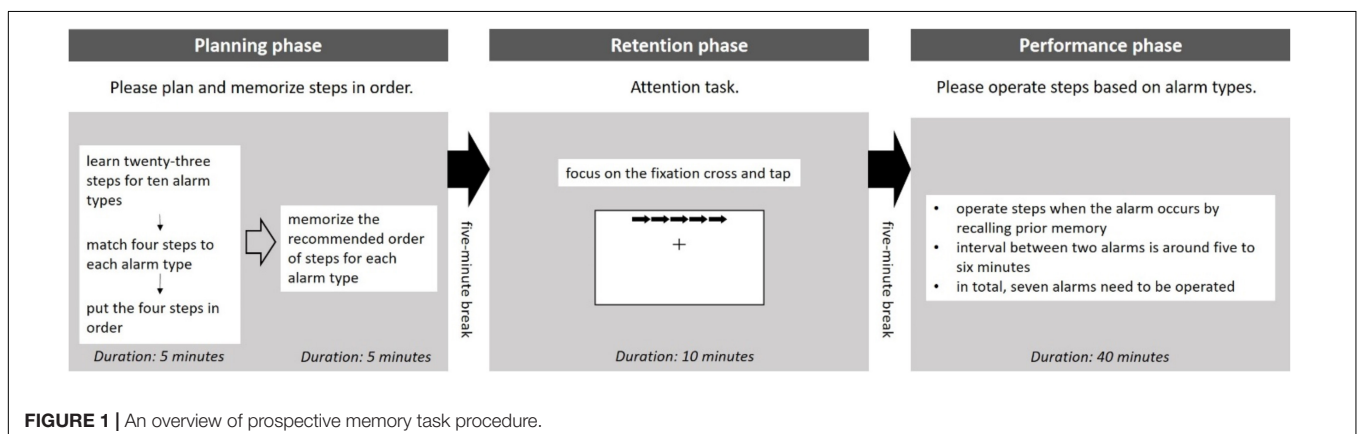 Planning phase
Please plan and memorize steps in order.
learn twenty-three
steps for ten alarm
types
match four steps to
each alarm type
put the four steps in
order
Duration: 5 minutes
memorize the
recommended order
of steps for each
alarm type
Duration: 5 minutes
five-minute break
Retention phase
Attention task.
focus on the fixation cross and tap
Duration: 10 minutes
five-minute break
Performance phase
Please operate steps based on alarm types.
• operate steps when the alarm occurs by
recalling prior memory
• interval between two alarms is around five to
six minutes
• in total, seven alarms need to be operated
Duration: 40 minutes
FIGURE 1 | An overview of prospective memory task procedure.